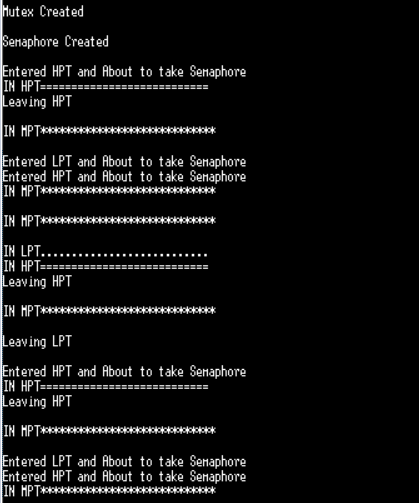 Mutex Created
Semaphore Created
Entered HPT and About to take Semaphore
IN HPT===========================
Leaving HPT
IN MPT****************************
Entered LPT and About to take Semaphore
Entered HPT and About to take Semaphore
IN MPT****************************
IN MPT****************************
IN LPT...........................
IN HPT===========================
Leaving HPT
IN MPT****************************
Leaving LPT
Entered HPT and About to take Semaphore
IN HPT===========================
Leaving HPT
IN MPT****************************
Entered LPT and About to take Semaphore
Entered HPT and About to take Semaphore
IN MPT****************************